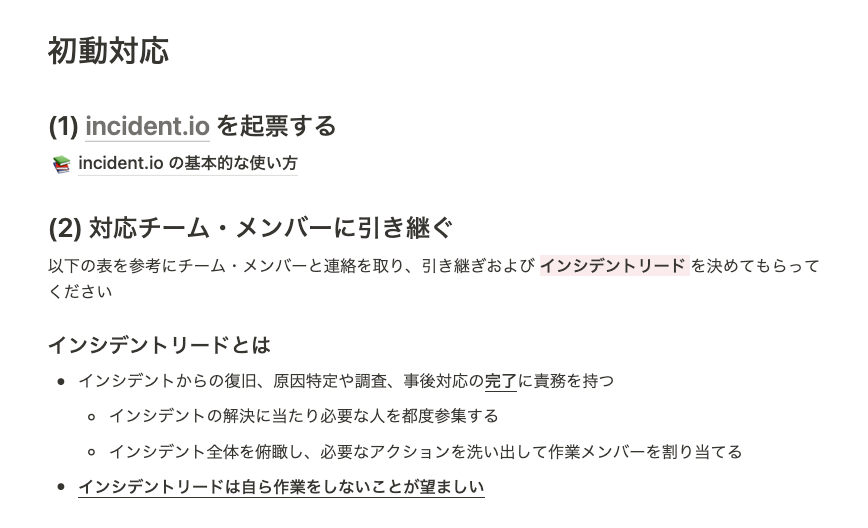 初動対応
(1) incident.io を起票する
incident.io の基本的な使い方
(2) 対応チーム・メンバーに引き継ぐ
以下の表を参考にチーム・メンバーと連絡を取り、引き継ぎおよび インシデントリード を決めてもらって
ください
インシデントリードとは
インシデントからの復旧、原因特定や調査、事後対応の完了に責務を持つ
インシデントの解決に当たり必要な人を都度参集する
インシデント全体を俯瞰し、必要なアクションを洗い出して作業メンバーを割り当てる
インシデントリードは自ら作業をしないことが望ましい